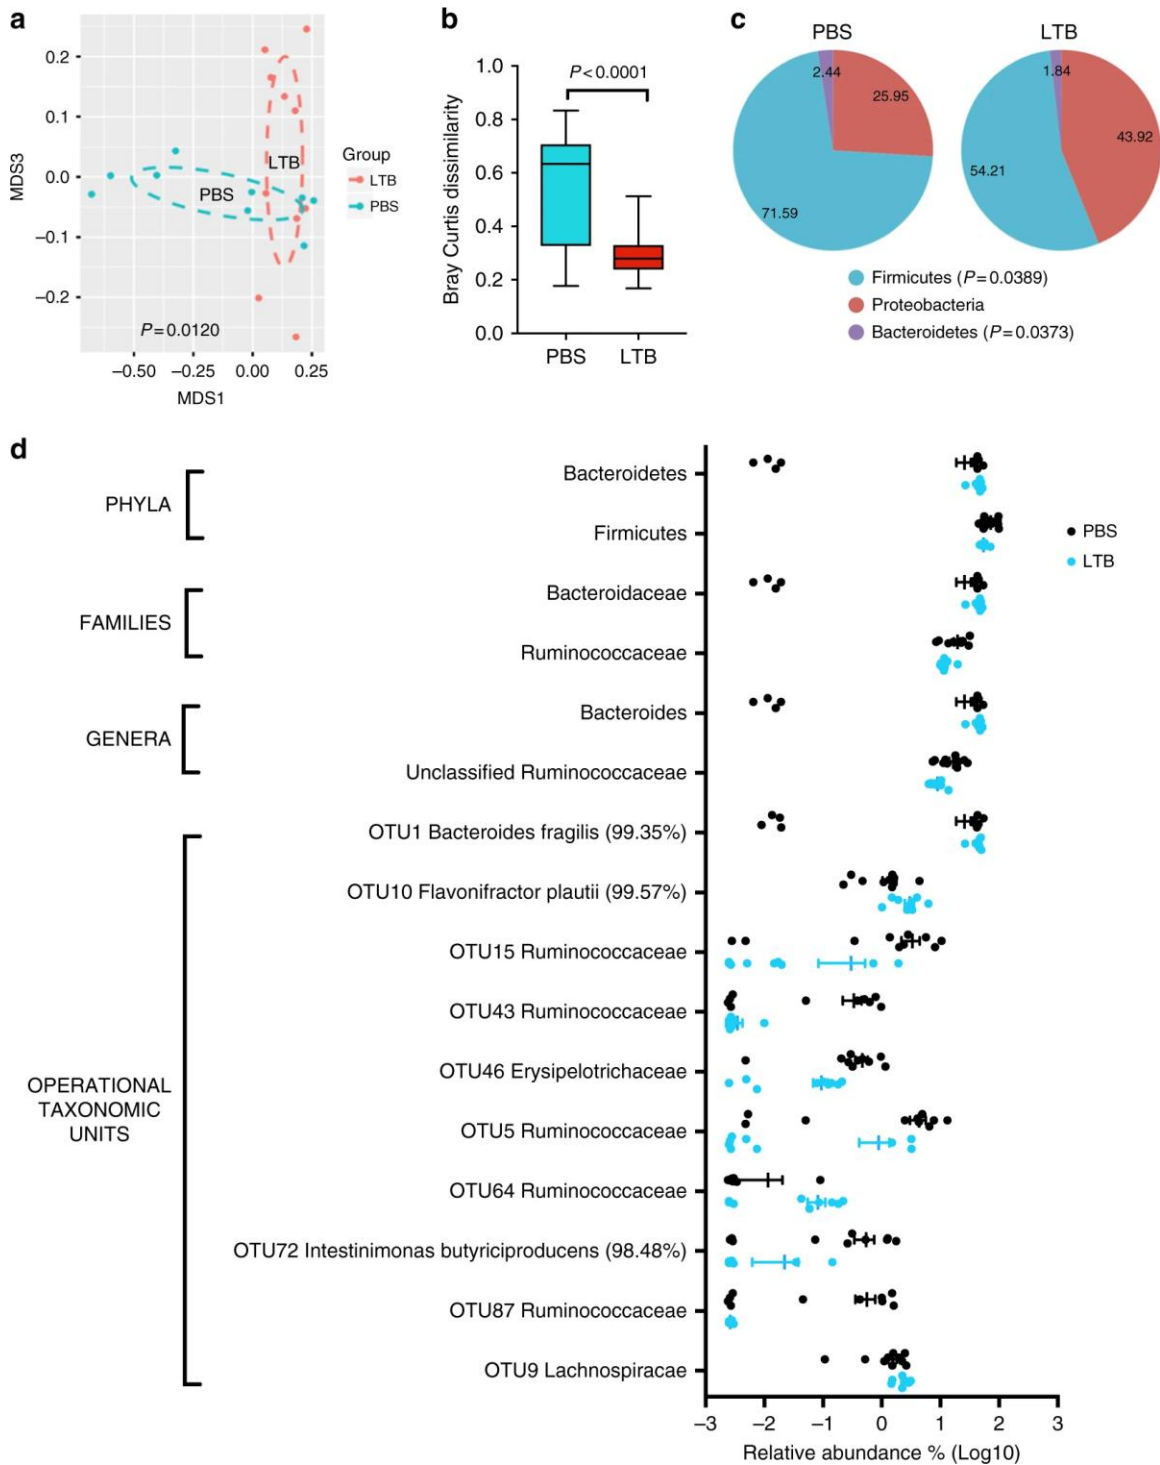 a
0.2
0.1
0.0
−0.1
−0.2
MDS3
LTB
PBS
P=0.0120
−0.50 −0.25 0.00 0.25
MDS1
Group
LTB
PBS
b
P<0.0001
1.0
0.8
0.6
0.4
0.2
0.0
Bray Curtis dissimilarity
PBS LTB
c
PBS LTB
2.44
25.95
71.59
1.84
43.92
54.21
Firmicutes (P=0.0389)
Proteobacteria
Bacteroidetes (P=0.0373)
d
PHYLA
Bacteroidetes
Firmicutes
FAMILIES
Bacteroidaceae
Ruminococcaceae
GENERA
Bacteroides
Unclassified Ruminococcaceae
OPERATIONAL
TAXONOMIC
UNITS
OTU1 Bacteroides fragilis (99.35%)
OTU10 Flavonifractor plautii (99.57%)
OTU15 Ruminococcaceae
OTU43 Ruminococcaceae
OTU46 Erysipelotrichaceae
OTU5 Ruminococcaceae
OTU64 Ruminococcaceae
OTU72 Intestinimonas butyriciproducens (98.48%)
OTU87 Ruminococcaceae
OTU9 Lachnospiracae
PBS
LTB
−3 −2 −1 0 1 2 3
Relative abundance % (Log10)